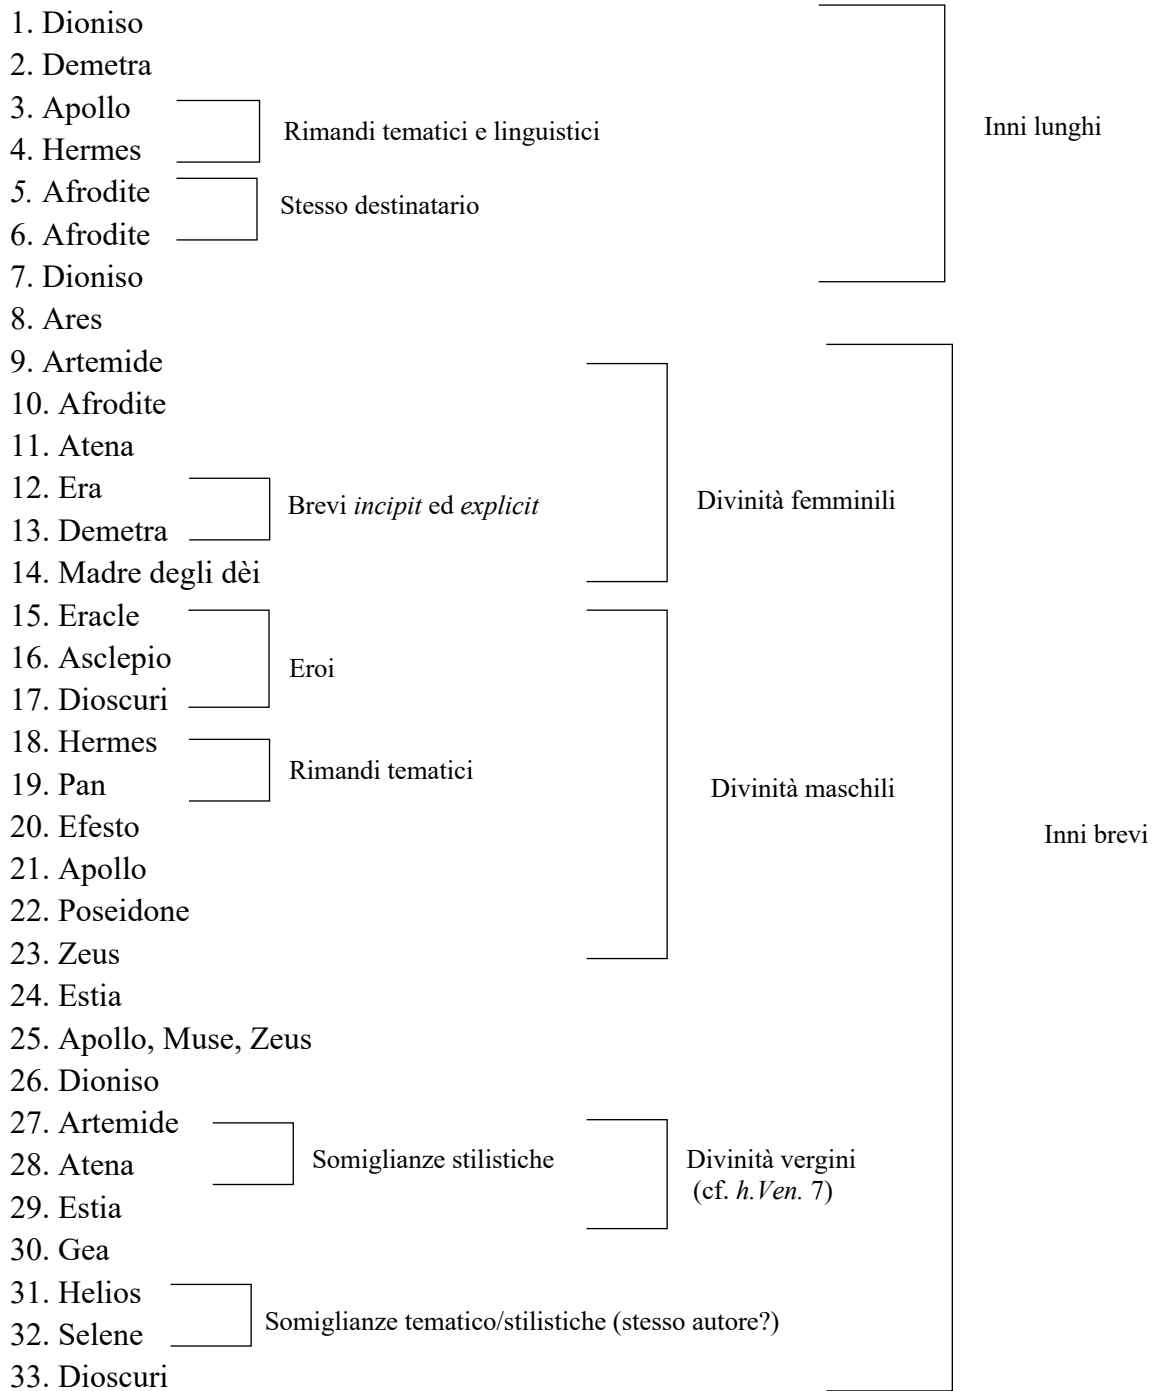 1. Dioniso
2. Demetra
3. Apollo
Rimandi tematici e linguistici
Inni lunghi
4. Hermes
5. Afrodite
Stesso destinatario
6. Afrodite
7. Dioniso
8. Ares
9. Artemide
10. Afrodite
11. Atena
12. Era
Brevi incipit ed explicit
Divinità femminili
13. Demetra
14. Madre degli dèi
15. Eracle
16. Asclepio
Eroi
17. Dioscuri
18. Hermes
Rimandi tematici
19. Pan
Divinità maschili
20. Efesto
Inni brevi
21. Apollo
22. Poseidone
23. Zeus
24. Estia
25. Apollo, Muse, Zeus
26. Dioniso
27. Artemide
28. Atena
Somiglianze stilistiche
Divinità vergini
(cf. h.Ven. 7)
29. Estia
30. Gea
31. Helios
Somiglianze tematico/stilistiche (stesso autore?)
32. Selene
33. Dioscuri